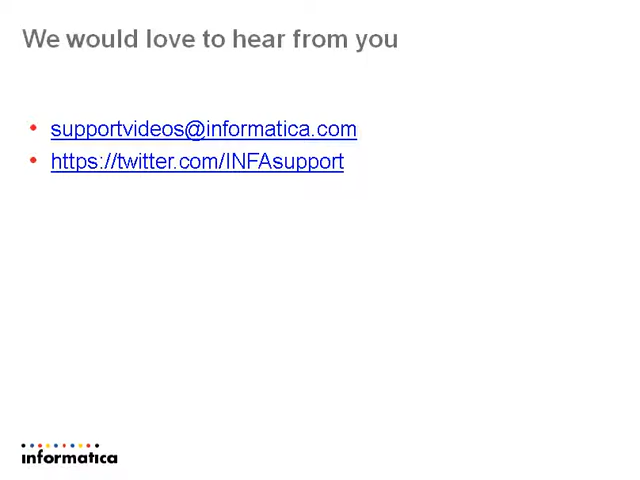 We would love to hear from you
• supportvideos@informatica.com
• https://twitter.com/INFAsupport
informatica